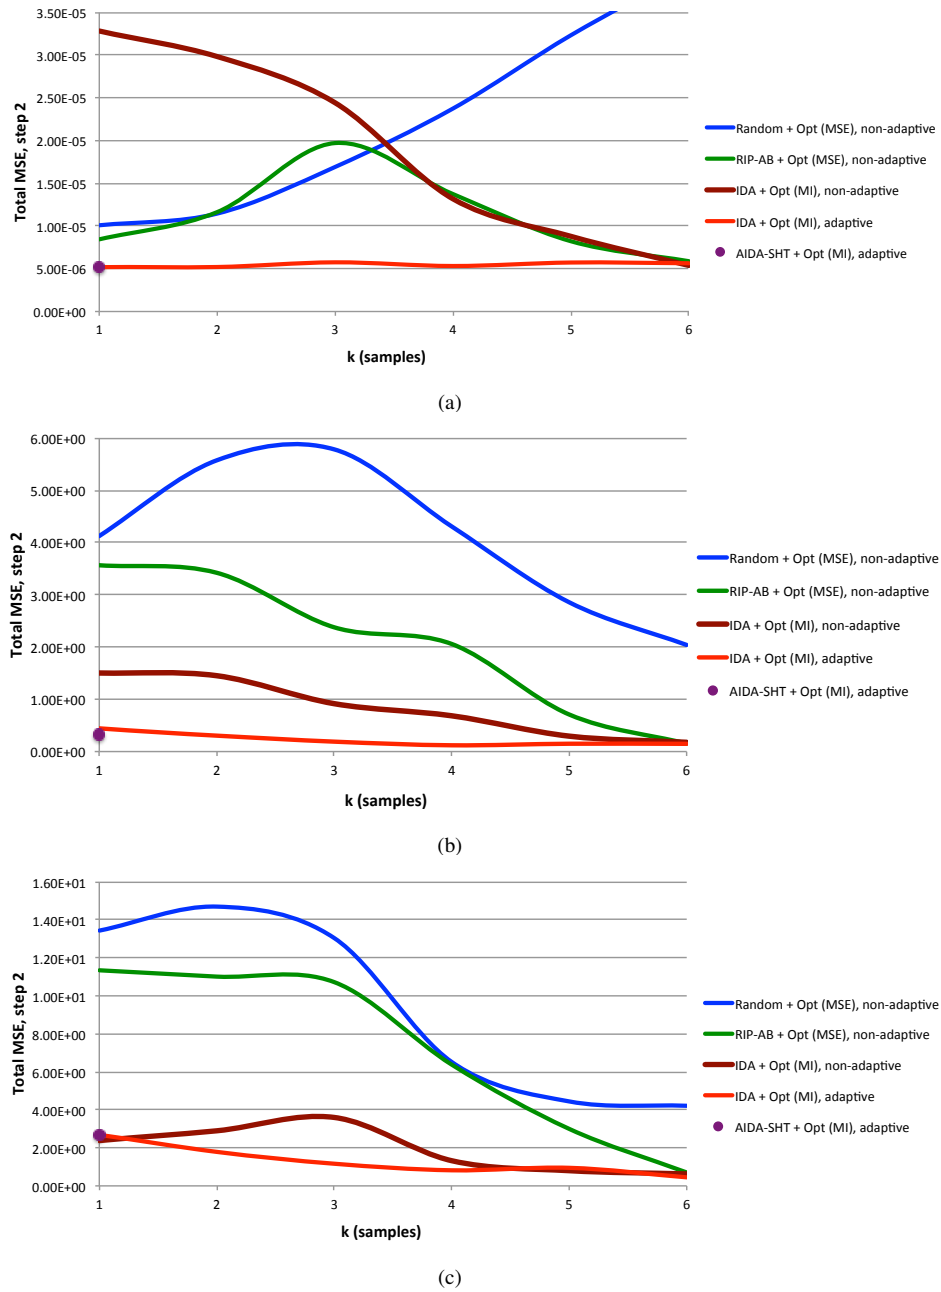 3.50E-05
3.00E-05
2.50E-05
2.00E-05
1.50E-05
1.00E-05
5.00E-06
0.00E+00
Total MSE, step 2
1 2 3 4 5 6
k (samples)
Random + Opt (MSE), non-adaptive
RIP-AB + Opt (MSE), non-adaptive
IDA + Opt (MI), non-adaptive
IDA + Opt (MI), adaptive
AIDA-SHT + Opt (MI), adaptive
(a)
6.00E+00
5.00E+00
4.00E+00
3.00E+00
2.00E+00
1.00E+00
0.00E+00
Total MSE, step 2
1 2 3 4 5 6
k (samples)
Random + Opt (MSE), non-adaptive
RIP-AB + Opt (MSE), non-adaptive
IDA + Opt (MI), non-adaptive
IDA + Opt (MI), adaptive
AIDA-SHT + Opt (MI), adaptive
(b)
1.60E+01
1.40E+01
1.20E+01
1.00E+01
8.00E+00
6.00E+00
4.00E+00
2.00E+00
0.00E+00
Total MSE, step 2
1 2 3 4 5 6
k (samples)
Random + Opt (MSE), non-adaptive
RIP-AB + Opt (MSE), non-adaptive
IDA + Opt (MI), non-adaptive
IDA + Opt (MI), adaptive
AIDA-SHT + Opt (MI), adaptive
(c)